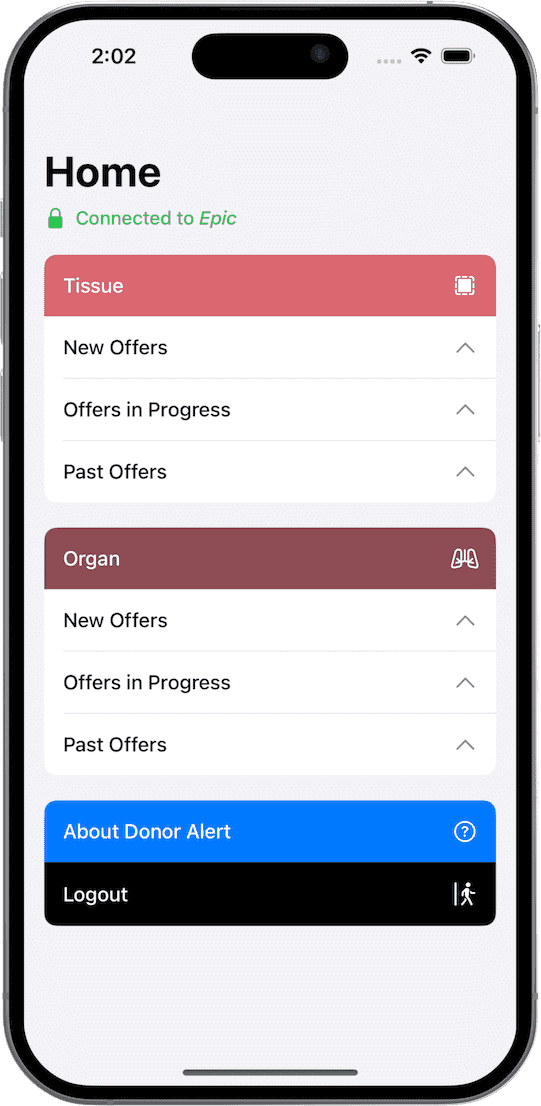 2:02
Home
Connected to Epic
Tissue
New Offers
Offers in Progress
Past Offers
Organ
New Offers
Offers in Progress
Past Offers
About Donor Alert
Logout